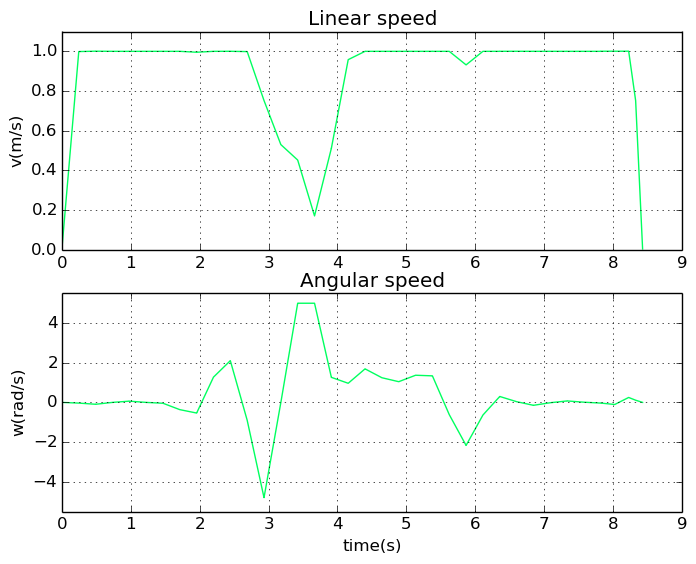 Linear speed
v(m/s)
1.0
0.8
0.6
0.4
0.2
0.0
0 1 2 3 4 5 6 7 8 9
Angular speed
w(rad/s)
4
2
0
−2
−4
0 1 2 3 4 5 6 7 8 9
time(s)